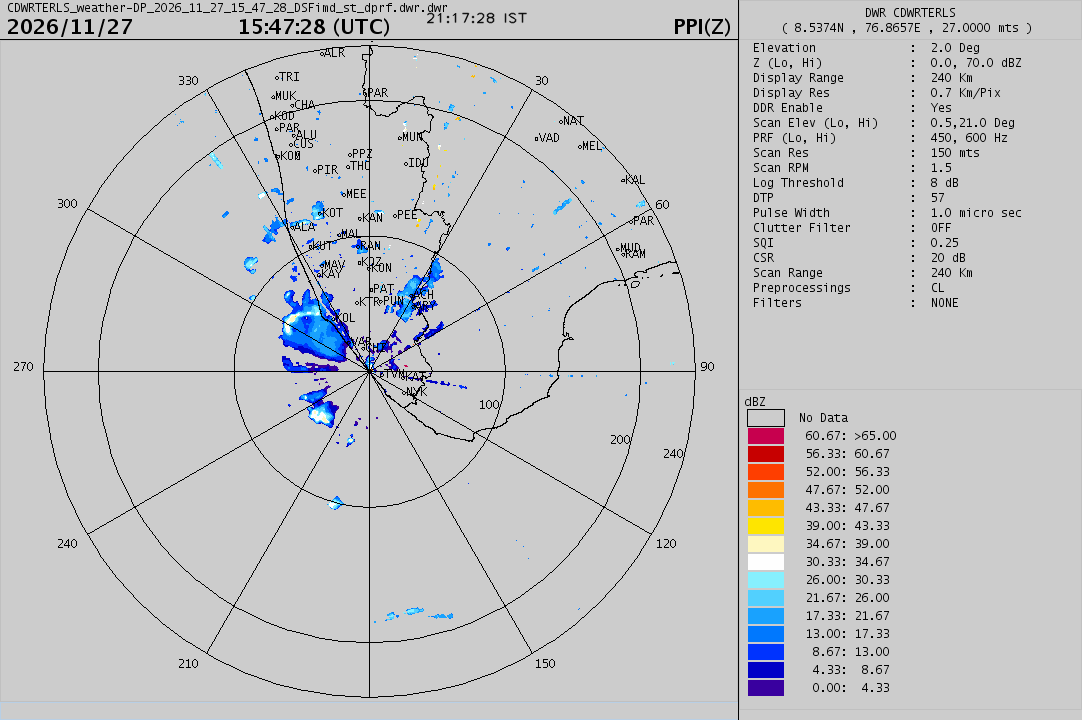 CDWRTERLS_weather-DP_2026_11_27_15_47_28_DSFimd_st_dprf.dwr.dwr
21:17:28 IST
2026/11/27 15:47:28 (UTC) PPI(Z)
DWR CDWRTERLS
( 8.5374N , 76.8657E , 27.0000 mts )
Elevation : 2.0 Deg
Z (Lo, Hi) : 0.0, 70.0 dBZ
Display Range : 240 Km
Display Res : 0.7 Km/Pix
DDR Enable : Yes
Scan Elev (Lo, Hi) : 0.5,21.0 Deg
PRF (Lo, Hi) : 450, 600 Hz
Scan Res : 150 mts
Scan RPM : 1.5
Log Threshold : 8 dB
DTP : 57
Pulse Width : 1.0 micro sec
Clutter Filter : OFF
SQI : 0.25
CSR : 20 dB
Scan Range : 240 Km
Preprocessings : CL
Filters : NONE
dBZ
No Data
60.67: >65.00
56.33: 60.67
52.00: 56.33
47.67: 52.00
43.33: 47.67
39.00: 43.33
34.67: 39.00
30.33: 34.67
26.00: 30.33
21.67: 26.00
17.33: 21.67
13.00: 17.33
8.67: 13.00
4.33: 8.67
0.00: 4.33
ALR
TRI
330
30
PAR
MUK
CHA
KOD
NAT
PAR
ALU
MUN
VAD
CUS
MEL
PPZ
IDU
THD
PIR
KAL
MEE
300
60
KOT
KAN
PEE
PAR
ALA
MAL
KUT
RAN
MUD
KAM
MAV
KOZ
KON
KAY
PAT
KTR
PUN
KOL
VAR
270
90
TVM
KAT
NYK
100
200
240
240
120
210
150